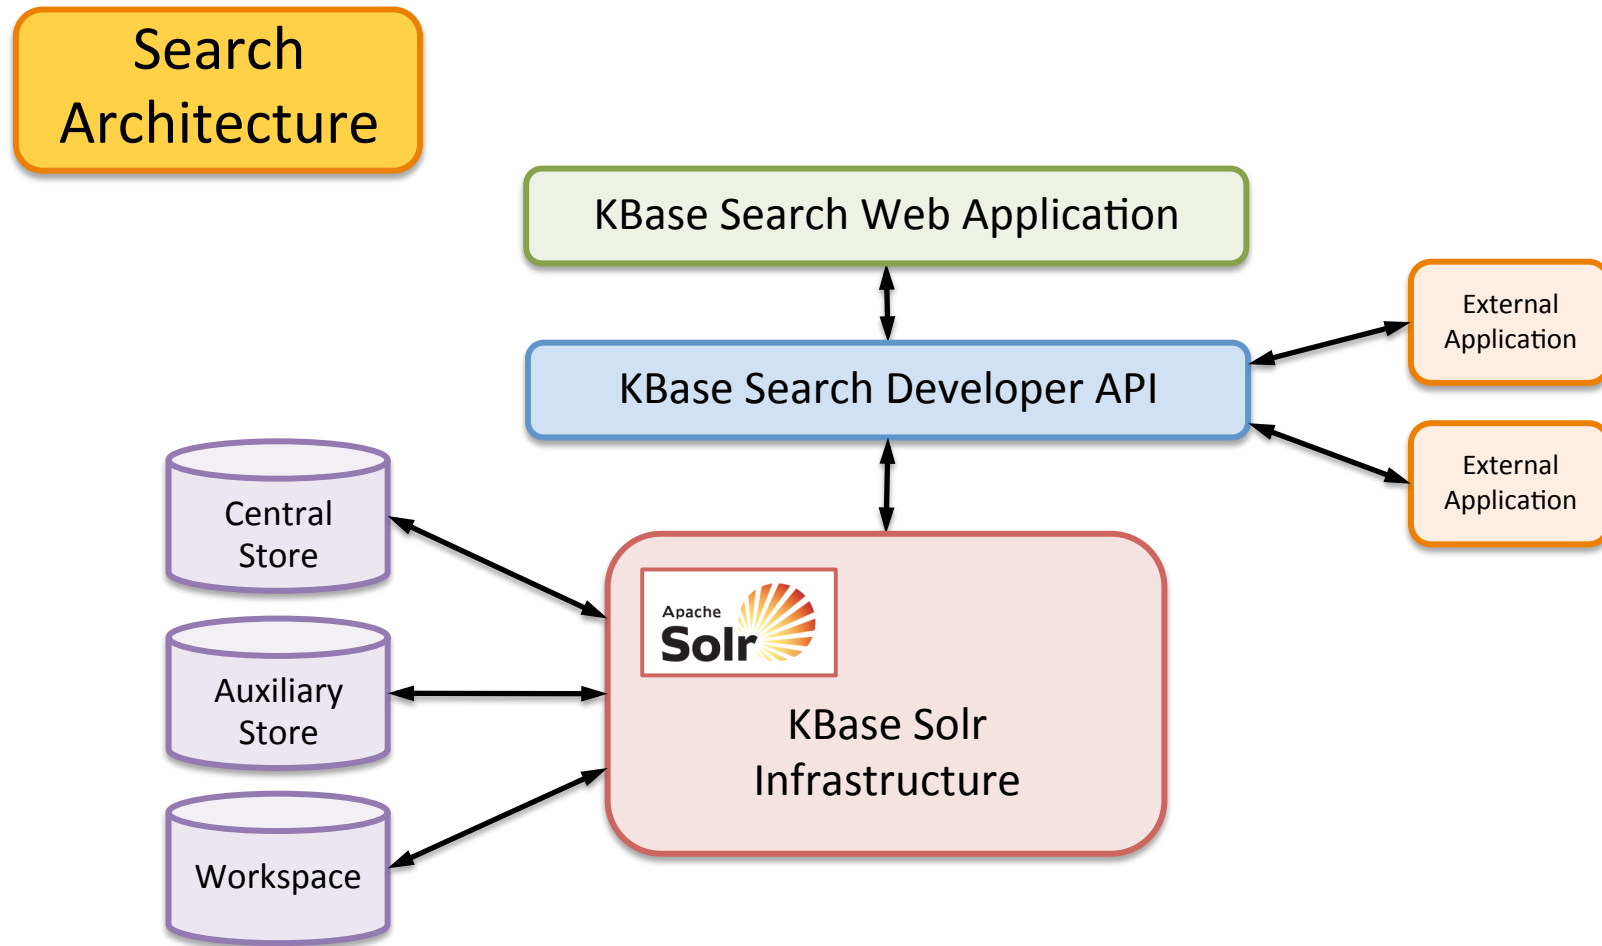 Search
Architecture
KBase Search Web Application
External
Application
KBase Search Developer API
External
Application
Central
Store
Apache
Solr
Auxiliary
Store
KBase Solr
Infrastructure
Workspace